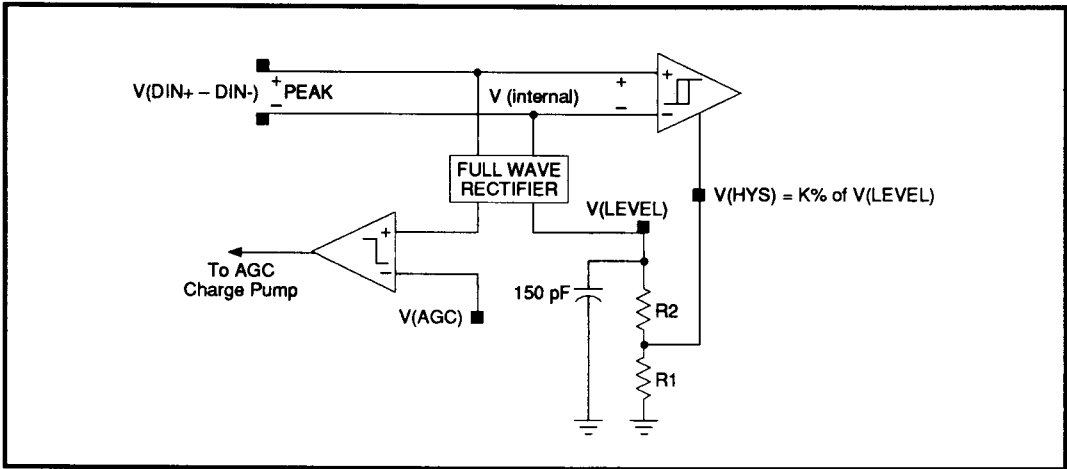 V(DIN+ – DIN-)
+
–
PEAK
V (internal)
+
–
+
–
FULL WAVE
RECTIFIER
V(HYS) = K% of V(LEVEL)
V(LEVEL)
+
–
To AGC
Charge Pump
V(AGC)
150 pF
R2
R1